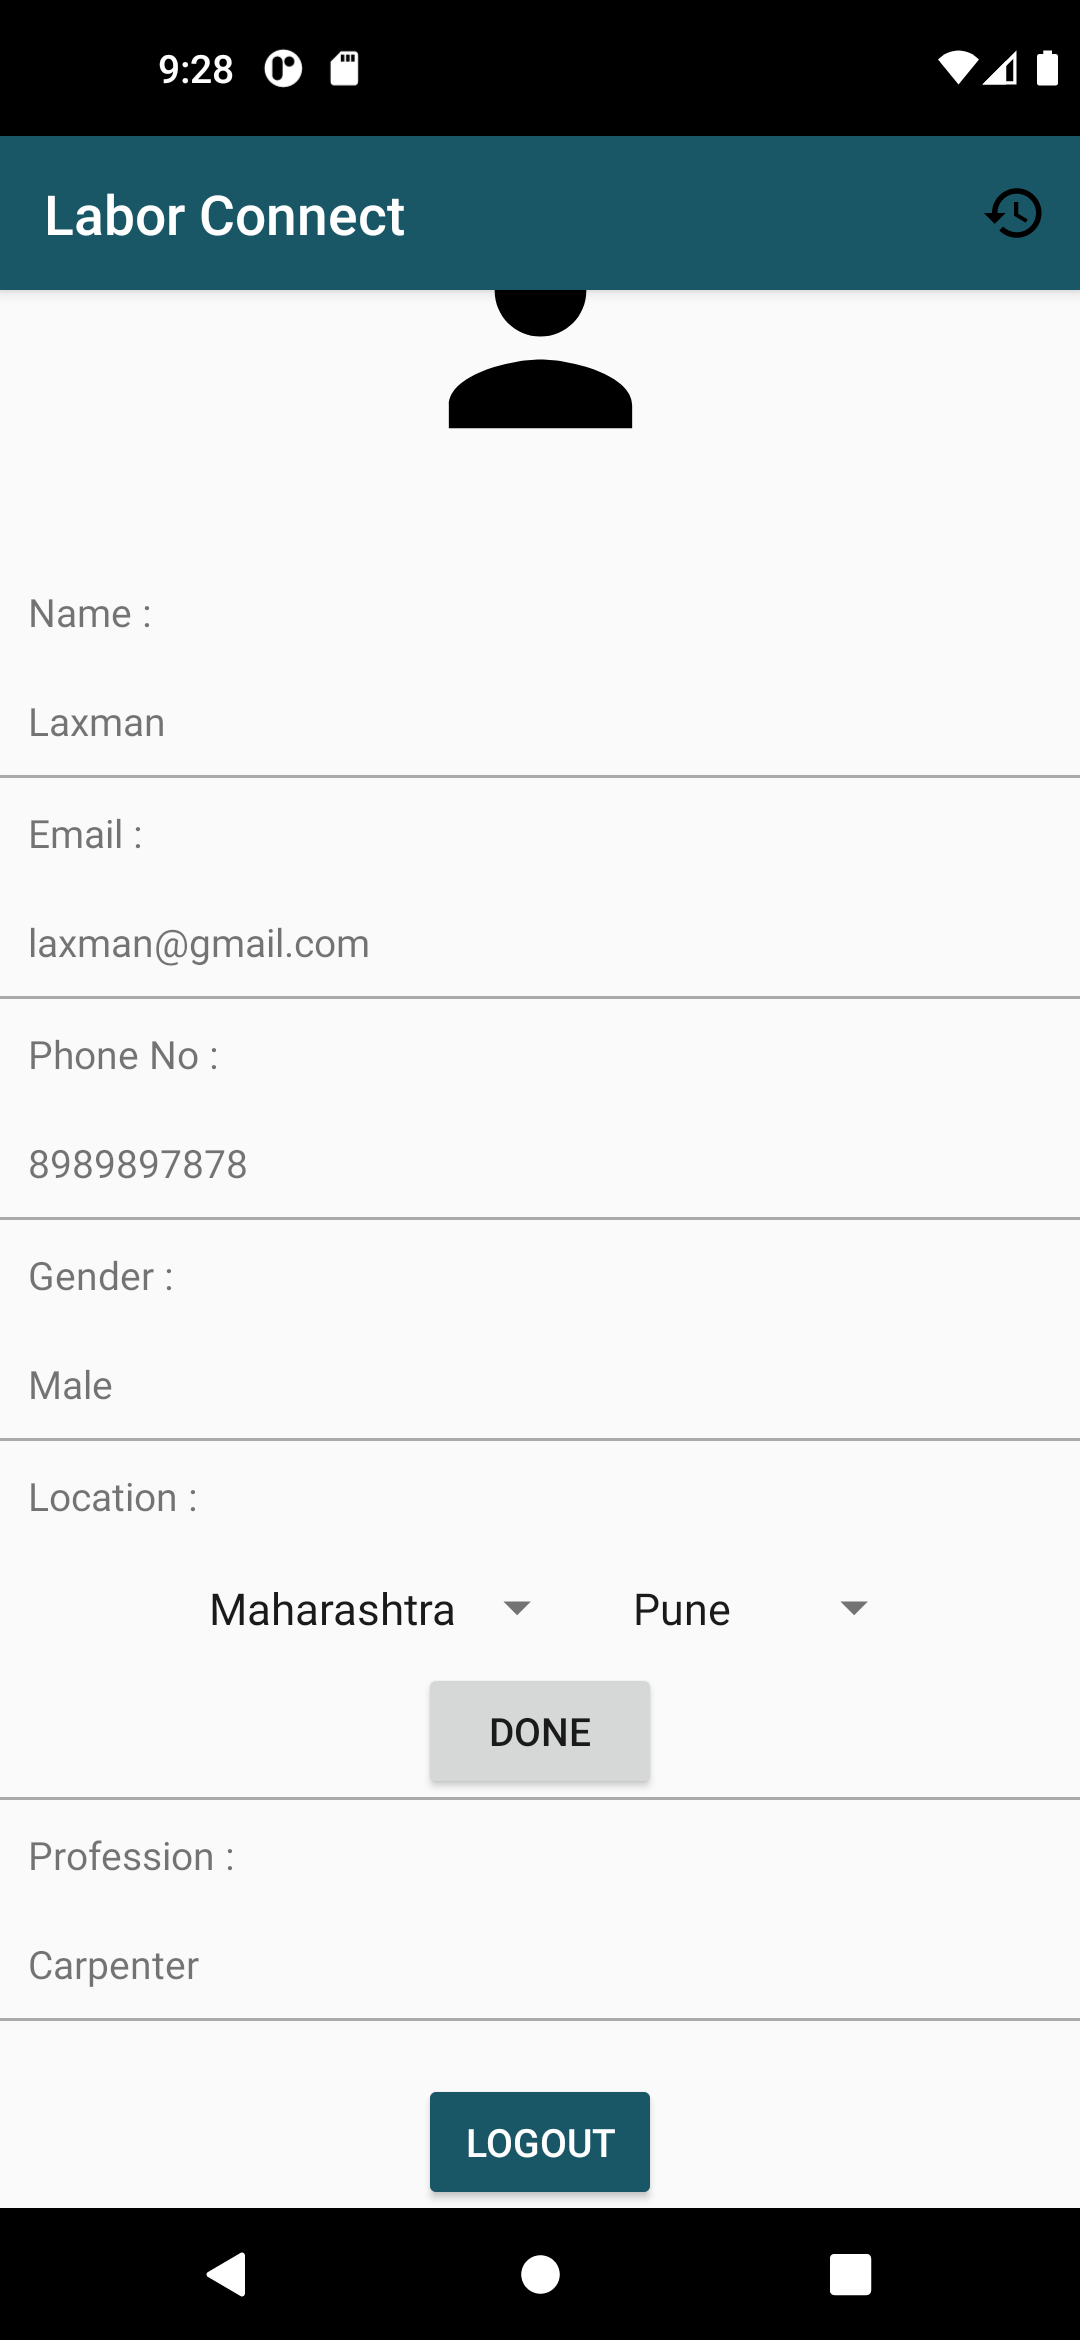 9:28
Labor Connect
Name :
Laxman
Email :
laxman@gmail.com
Phone No :
8989897878
Gender :
Male
Location :
Maharashtra Pune
DONE
Profession :
Carpenter
LOGOUT